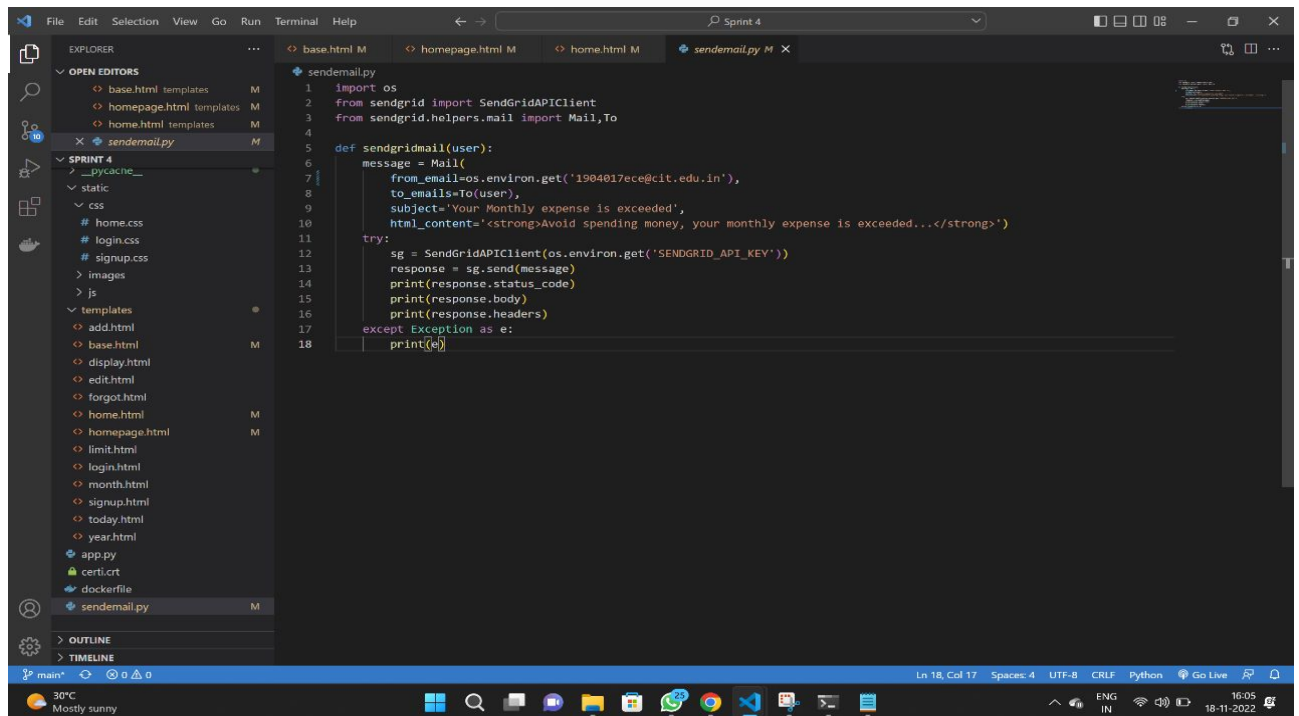 File Edit Selection View Go Run Terminal Help
Sprint 4
EXPLORER
base.html M
homepage.html M
home.html M
sendemail.py M
OPEN EDITORS
base.html templates M
homepage.html templates M
home.html templates M
sendemail.py M
SPRINT 4
__pycache__
static
css
# home.css
# login.css
# signup.css
images
js
templates
add.html
base.html M
display.html
edit.html
forgot.html
home.html M
homepage.html M
limit.html
login.html
month.html
signup.html
today.html
year.html
app.py
certi.crt
dockerfile
sendemail.py M
OUTLINE
TIMELINE
10
sendemail.py
1 import os
2 from sendgrid import SendGridAPIClient
3 from sendgrid.helpers.mail import Mail,To
4
5 def sendgridmail(user):
6 message = Mail(
7 from_email=os.environ.get('1904017ece@cit.edu.in'),
8 to_emails=To(user),
9 subject='Your Monthly expense is exceeded',
10 html_content='<strong>Avoid spending money, your monthly expense is exceeded...</strong>')
11 try:
12 sg = SendGridAPIClient(os.environ.get('SENDGRID_API_KEY'))
13 response = sg.send(message)
14 print(response.status_code)
15 print(response.body)
16 print(response.headers)
17 except Exception as e:
18 print(e)
main* 0 0 Ln 18, Col 17 Spaces: 4 UTF-8 CRLF Python Go Live
30°C
Mostly sunny
25
ENG
IN
16:05
18-11-2022